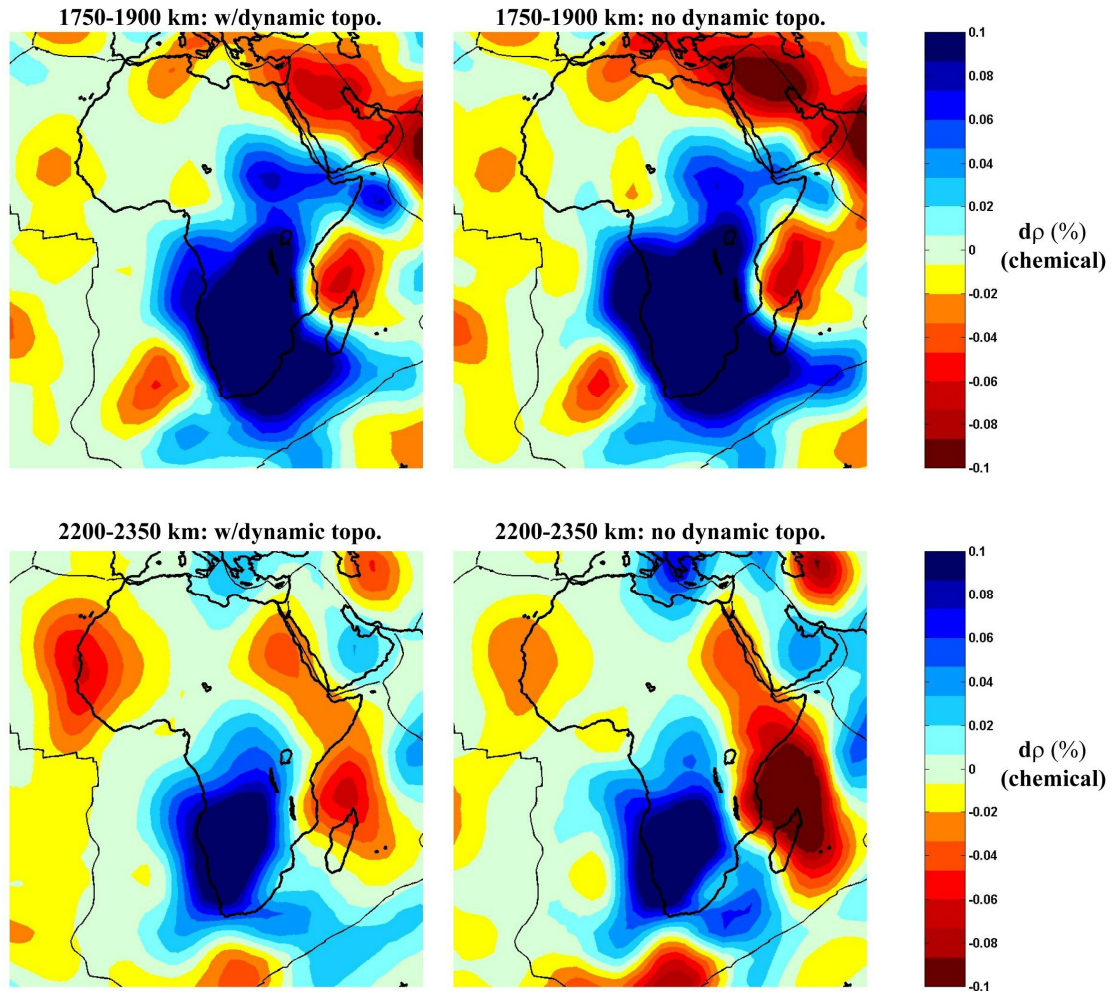 1750-1900 km: w/dynamic topo.
1750-1900 km: no dynamic topo.
0.1
0.08
0.06
0.04
0.02
0
-0.02
-0.04
-0.06
-0.08
-0.1
dρ (%)
(chemical)
2200-2350 km: w/dynamic topo.
2200-2350 km: no dynamic topo.
0.1
0.08
0.06
0.04
0.02
0
-0.02
-0.04
-0.06
-0.08
-0.1
dρ (%)
(chemical)